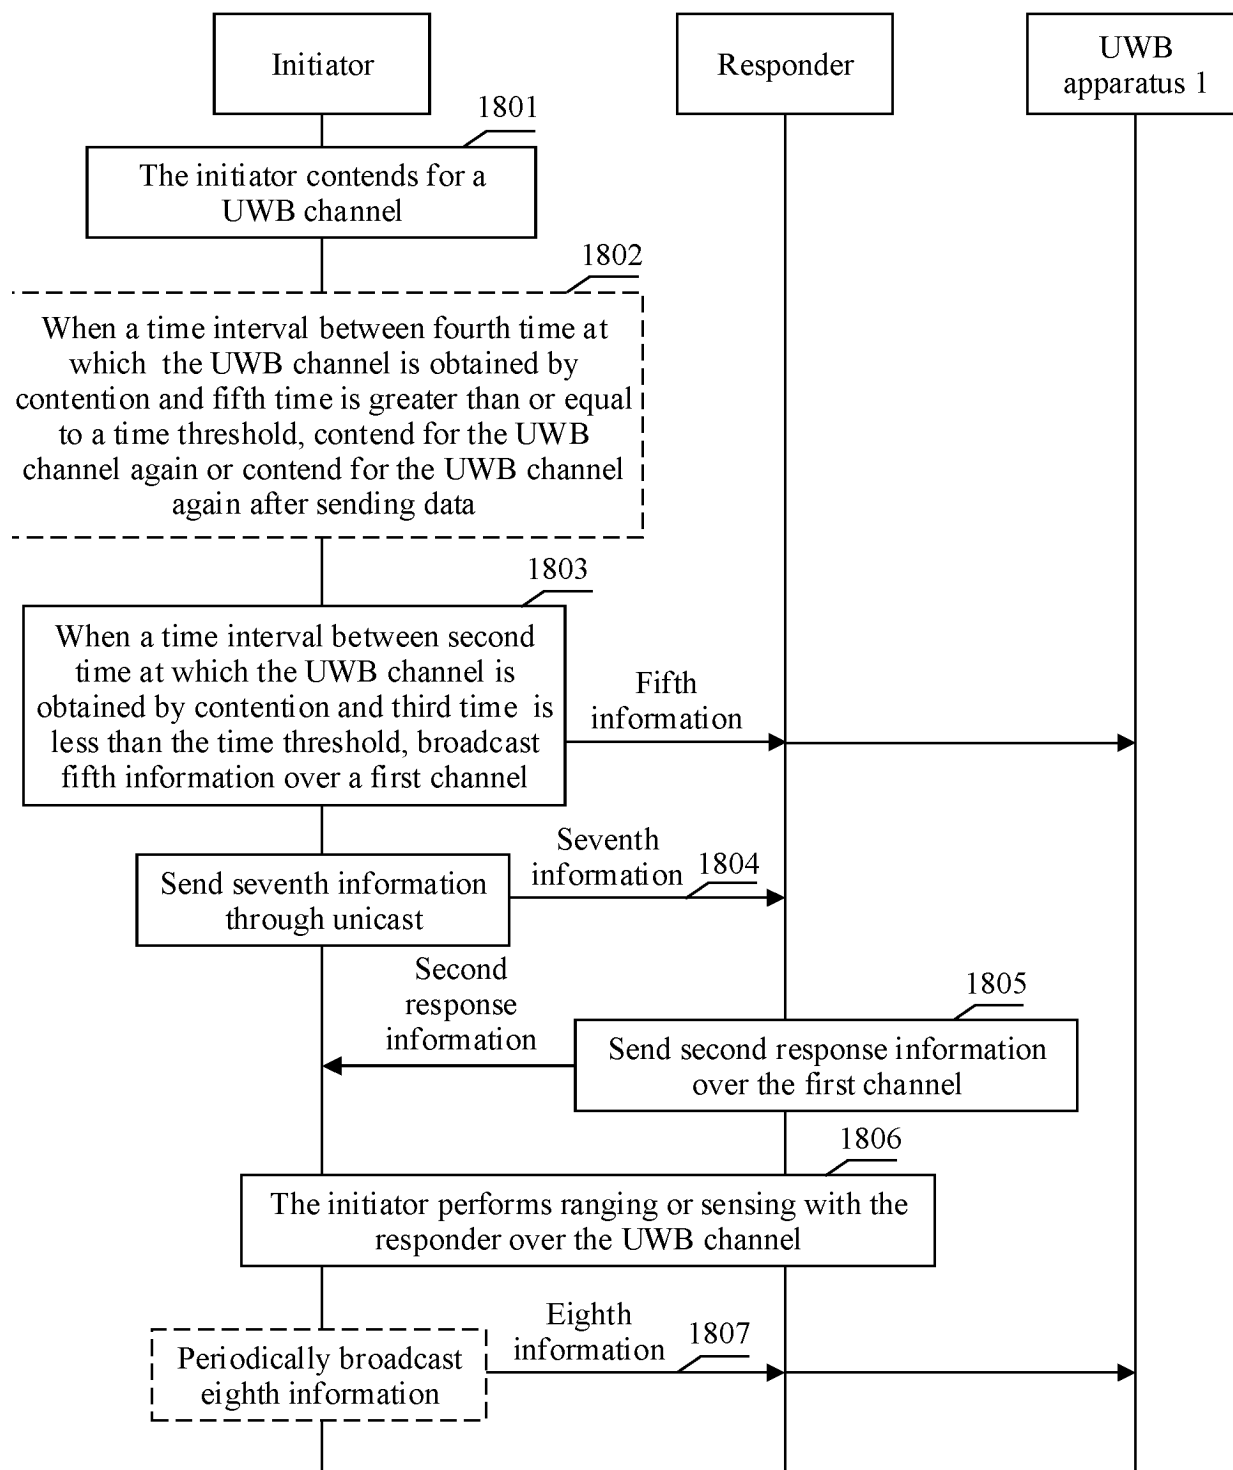 Initiator
Responder
UWB
apparatus 1
1801
The initiator contends for a
UWB channel
1802
When a time interval between fourth time at
which the UWB channel is obtained by
contention and fifth time is greater than or equal
to a time threshold, contend for the UWB
channel again or contend for the UWB channel
again after sending data
1803
When a time interval between second
time at which the UWB channel is
obtained by contention and third time is
less than the time threshold, broadcast
fifth information over a first channel
Fifth
information
Seventh
information
1804
Send seventh information
through unicast
Second
response
information
1805
Send second response information
over the first channel
1806
The initiator performs ranging or sensing with the
responder over the UWB channel
Eighth
information
1807
Periodically broadcast
eighth information